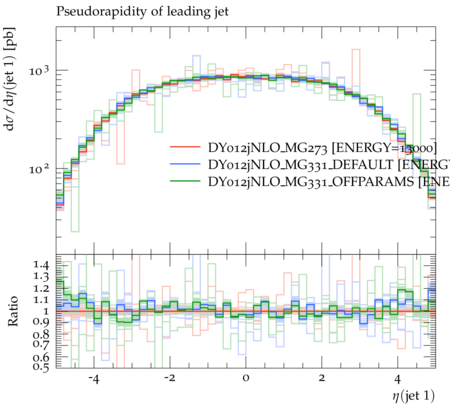 Pseudorapidity of leading jet
dσ/dη(jet 1) [pb]
10³
10²
DY012jNLO_MG273 [ENERGY=13000]
DY012jNLO_MG331_DEFAULT [ENERGY
DY012jNLO_MG331_OFFPARAMS [ENE
Ratio
1.4
1.3
1.2
1.1
1
0.9
0.8
0.7
0.6
0.5
-4 -2 0 2 4
η(jet 1)